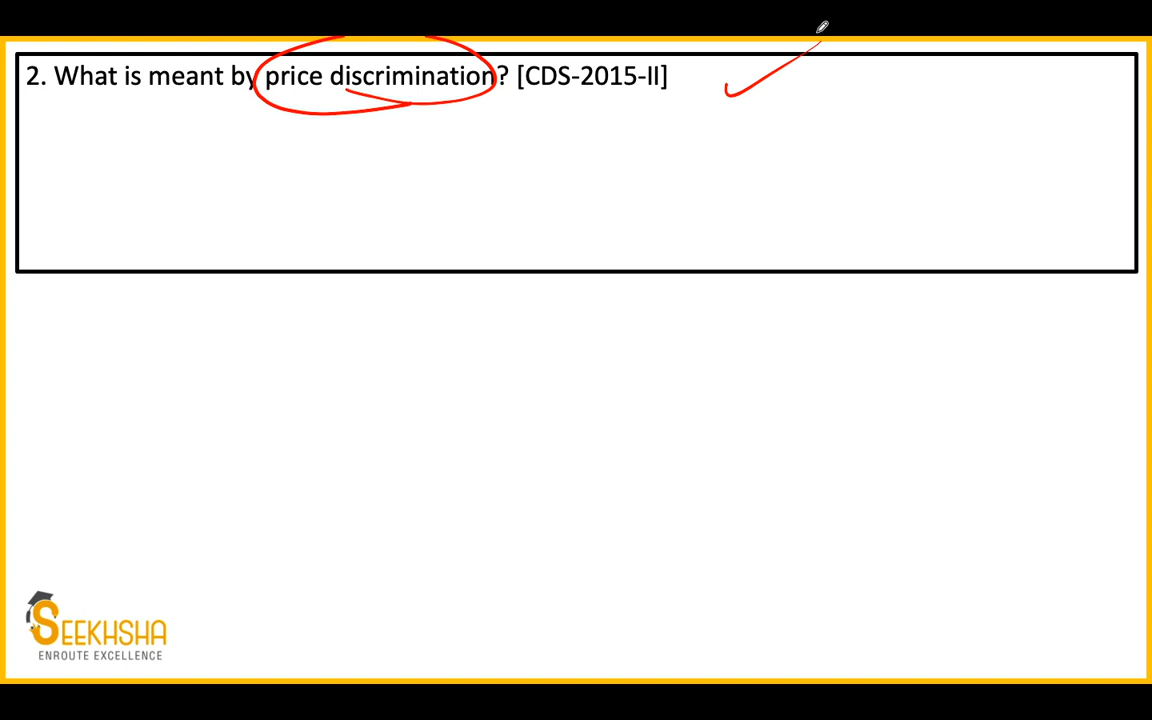 2. What is meant by price discrimination? [CDS-2015-II]
SEEKHSHA
ENROUTE EXCELLENCE